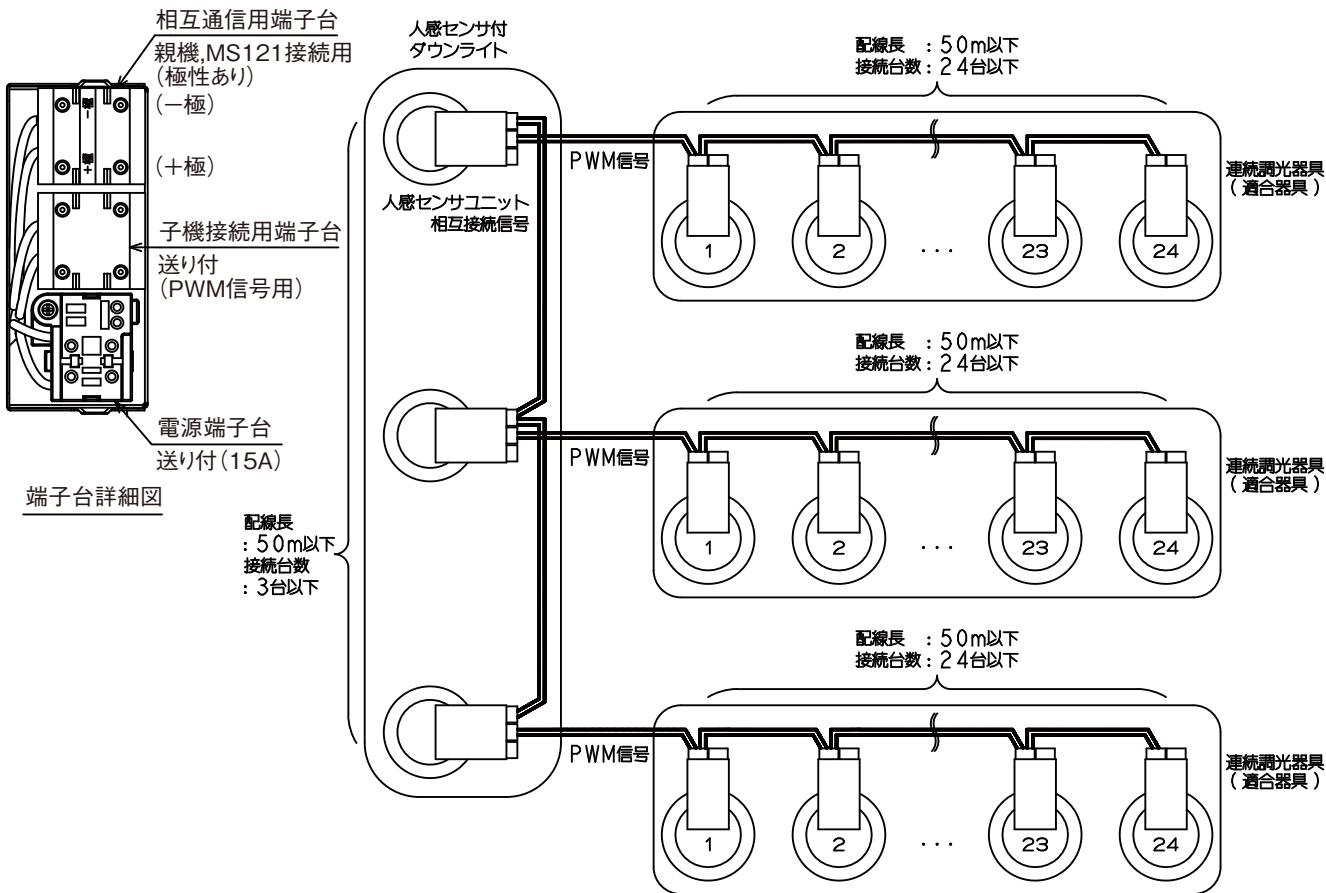 相互通信用端子台
親機,MS121接続用
(極性あり)
(－極)
－極
＋極
(＋極)
子機接続用端子台
送り付
(PWM信号用)
電源端子台
送り付(15A)
端子台詳細図
人感センサ付
ダウンライト
人感センサユニット
相互接続信号
配線長
：50m以下
接続台数
：3台以下
配線長　：50m以下
接続台数：24台以下
PWM信号
1 2 ... 23 24
連続調光器具
(適合器具)
配線長　：50m以下
接続台数：24台以下
PWM信号
1 2 ... 23 24
連続調光器具
(適合器具)
配線長　：50m以下
接続台数：24台以下
PWM信号
1 2 ... 23 24
連続調光器具
(適合器具)